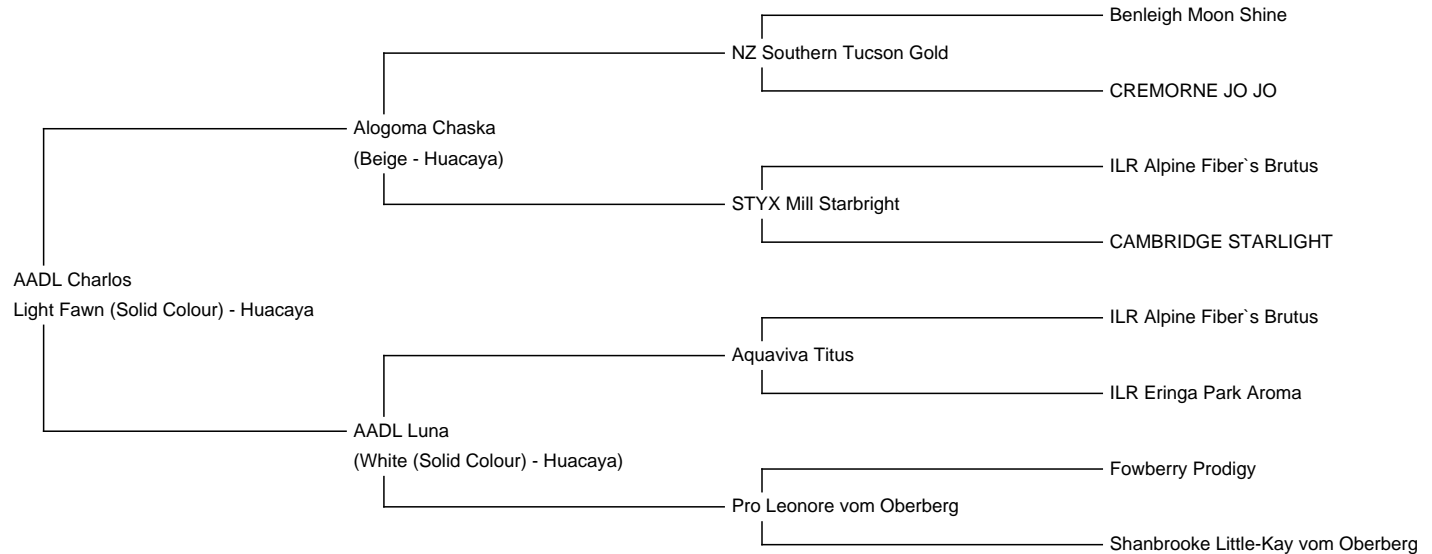 Benleigh Moon Shine
NZ Southern Tucson Gold
CREMORNE JO JO
Alogoma Chaska
(Beige - Huacaya)
ILR Alpine Fiber`s Brutus
STYX Mill Starbright
CAMBRIDGE STARLIGHT
AADL Charlos
Light Fawn (Solid Colour) - Huacaya
ILR Alpine Fiber`s Brutus
Aquaviva Titus
ILR Eringa Park Aroma
AADL Luna
(White (Solid Colour) - Huacaya)
Fowberry Prodigy
Pro Leonore vom Oberberg
Shanbrooke Little-Kay vom Oberberg